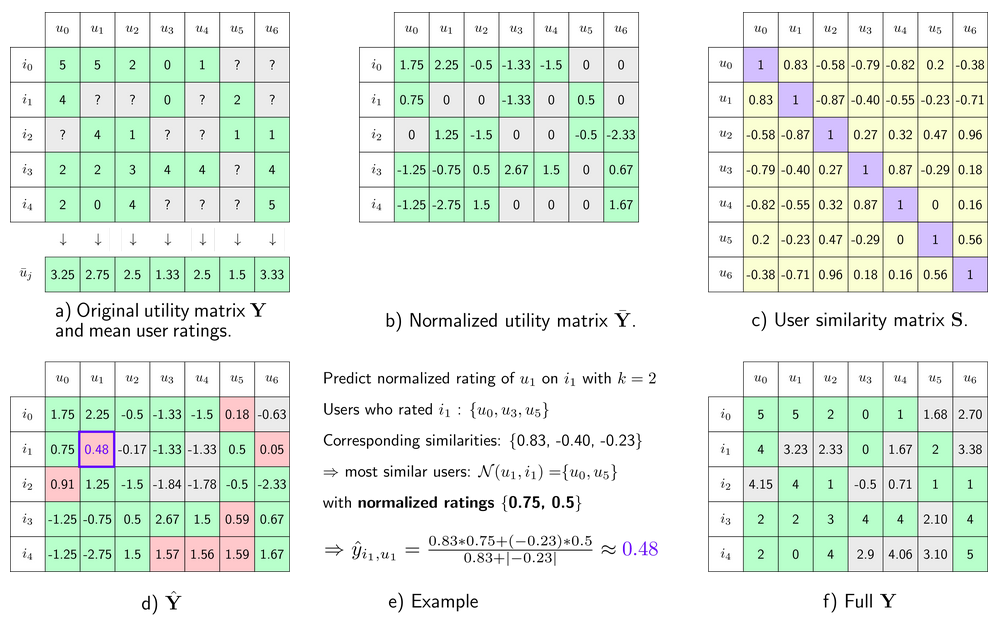 u0 u1 u2 u3 u4 u5 u6
i0 5 5 2 0 1 ? ?
i1 4 ? ? 0 ? 2 ?
i2 ? 4 1 ? ? 1 1
i3 2 2 3 4 4 ? 4
i4 2 0 4 ? ? ? 5
↓ ↓ ↓ ↓ ↓ ↓ ↓
ūj 3.25 2.75 2.5 1.33 2.5 1.5 3.33
a) Original utility matrix Y
and mean user ratings.
u0 u1 u2 u3 u4 u5 u6
i0 1.75 2.25 -0.5 -1.33 -1.5 0 0
i1 0.75 0 0 -1.33 0 0.5 0
i2 0 1.25 -1.5 0 0 -0.5 -2.33
i3 -1.25 -0.75 0.5 2.67 1.5 0 0.67
i4 -1.25 -2.75 1.5 0 0 0 1.67
b) Normalized utility matrix Ȳ.
u0 u1 u2 u3 u4 u5 u6
u0 1 0.83 -0.58 -0.79 -0.82 0.2 -0.38
u1 0.83 1 -0.87 -0.40 -0.55 -0.23 -0.71
u2 -0.58 -0.87 1 0.27 0.32 0.47 0.96
u3 -0.79 -0.40 0.27 1 0.87 -0.29 0.18
u4 -0.82 -0.55 0.32 0.87 1 0 0.16
u5 0.2 -0.23 0.47 -0.29 0 1 0.56
u6 -0.38 -0.71 0.96 0.18 0.16 0.56 1
c) User similarity matrix S.
u0 u1 u2 u3 u4 u5 u6
i0 1.75 2.25 -0.5 -1.33 -1.5 0.18 -0.63
i1 0.75 0.48 -0.17 -1.33 -1.33 0.5 0.05
i2 0.91 1.25 -1.5 -1.84 -1.78 -0.5 -2.33
i3 -1.25 -0.75 0.5 2.67 1.5 0.59 0.67
i4 -1.25 -2.75 1.5 1.57 1.56 1.59 1.67
d) Ŷ
Predict normalized rating of u1 on i1 with k = 2
Users who rated i1 : {u0, u3, u5}
Corresponding similarities: {0.83, -0.40, -0.23}
⇒ most similar users: N(u1, i1) ={u0, u5}
with normalized ratings {0.75, 0.5}
⇒ ŷi1,u1 = 0.83*0.75+(−0.23)*0.5 / 0.83+|−0.23| ≈ 0.48
e) Example
u0 u1 u2 u3 u4 u5 u6
i0 5 5 2 0 1 1.68 2.70
i1 4 3.23 2.33 0 1.67 2 3.38
i2 4.15 4 1 -0.5 0.71 1 1
i3 2 2 3 4 4 2.10 4
i4 2 0 4 2.9 4.06 3.10 5
f) Full Y